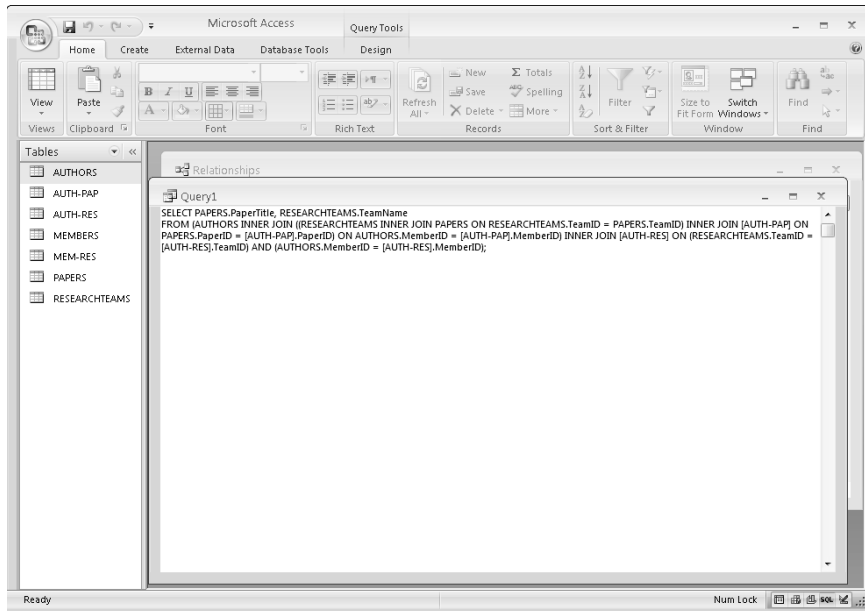 Microsoft Access
Query Tools
Home Create External Data Database Tools Design
View
Views
Paste
Clipboard
B I U
A
Font
ab
Rich Text
Refresh All
New
Save
Delete
Σ Totals
ABC Spelling
More
Records
Filter
Sort & Filter
Size to Fit Form
Switch Windows
Window
Find
Find
Tables
AUTHORS
AUTH-PAP
AUTH-RES
MEMBERS
MEM-RES
PAPERS
RESEARCHTEAMS
Relationships
Query1
SELECT PAPERS.PaperTitle, RESEARCHTEAMS.TeamName
FROM (AUTHORS INNER JOIN ((RESEARCHTEAMS INNER JOIN PAPERS ON RESEARCHTEAMS.TeamID = PAPERS.TeamID) INNER JOIN [AUTH-PAP] ON
PAPERS.PaperID = [AUTH-PAP].PaperID) ON AUTHORS.MemberID = [AUTH-PAP].MemberID) INNER JOIN [AUTH-RES] ON (RESEARCHTEAMS.TeamID =
[AUTH-RES].TeamID) AND (AUTHORS.MemberID = [AUTH-RES].MemberID);
Ready
Num Lock
SQL